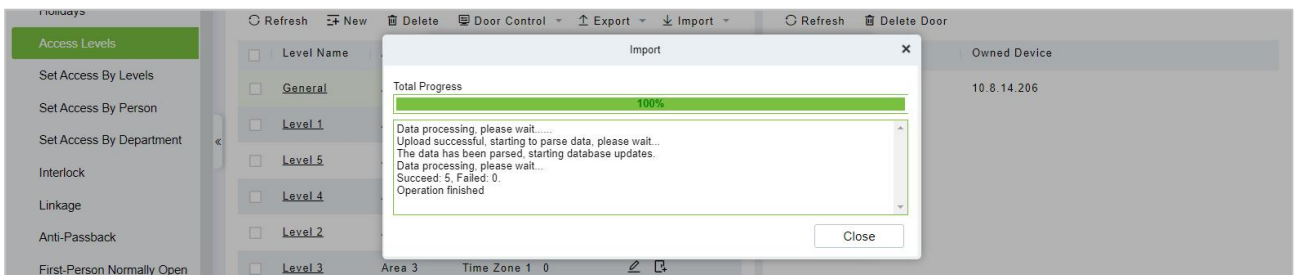 Holidays
Refresh New Delete Door Control Export Import Refresh Delete Door
Access Levels
Import
Level Name
Owned Device
Set Access By Levels
General
Total Progress
10.8.14.206
100%
Set Access By Person
Level 1
Data processing, please wait......
Upload successful, starting to parse data, please wait...
The data has been parsed, starting database updates.
Data processing, please wait...
Succeed: 5, Failed: 0.
Operation finished
Set Access By Department
Level 5
Interlock
Level 4
Linkage
Level 2
Close
Anti-Passback
First-Person Normally Open
Level 3 Area 3 Time Zone 1 0